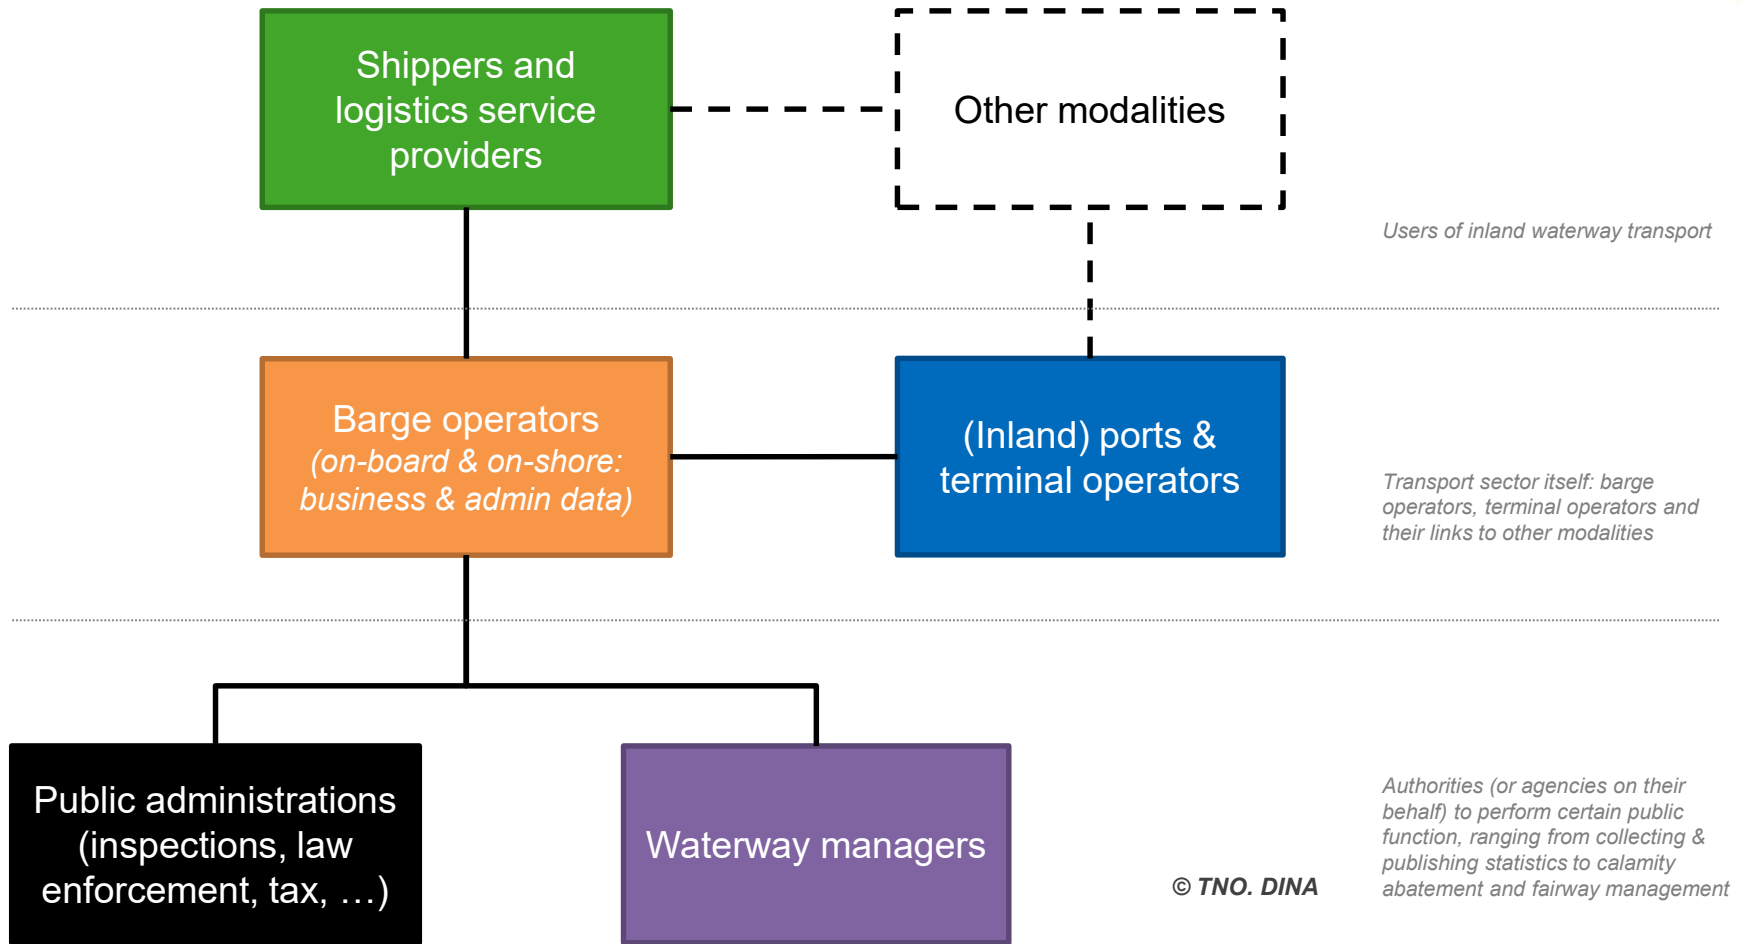 Shippers and
logistics service
providers
Other modalities
Users of inland waterway transport
Barge operators
(on-board & on-shore:
business & admin data)
(Inland) ports &
terminal operators
Transport sector itself: barge
operators, terminal operators and
their links to other modalities
Public administrations
(inspections, law
enforcement, tax, …)
Waterway managers
© TNO. DINA
Authorities (or agencies on their
behalf) to perform certain public
function, ranging from collecting &
publishing statistics to calamity
abatement and fairway management